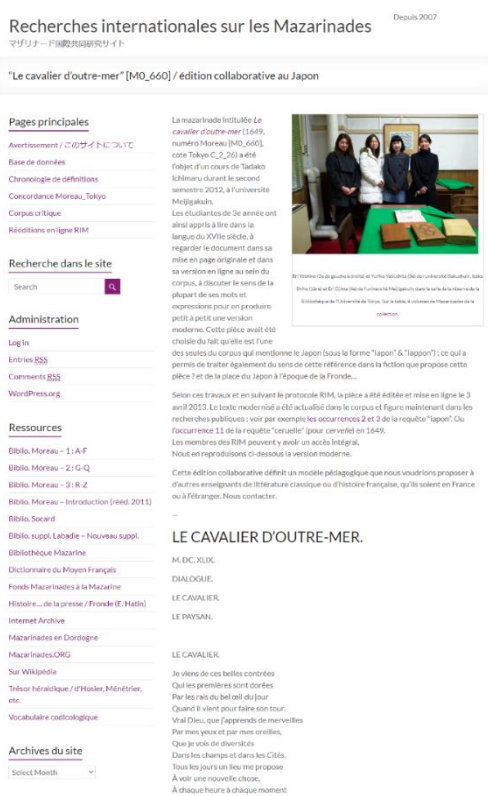 Recherches internationales sur les Mazarinades
Depuis 2007
マザリナード国際共同研究サイト
“Le cavalier d’outre-mer” [M0_660] / édition collaborative au Japon
Pages principales
Avertissement / このサイトについて
Base de données
Chronologie de définitions
Concordance Moreau_Tokyo
Corpus critique
Rééditions en ligne RIM
Recherche dans le site
Search
Administration
Log in
Entries RSS
Comments RSS
WordPress.org
Ressources
Biblio. Moreau – 1 : A-F
Biblio. Moreau – 2 : G-Q
Biblio. Moreau – 3 : R-Z
Biblio. Moreau – Introduction (rééd. 2011)
Biblio. Socard
Biblio. suppl. Labadie – Nouveau suppl.
Bibliothèque Mazarine
Dictionnaire du Moyen Français
Fonds Mazarinades à la Mazarine
Histoire... de la presse / Fronde (E. Hatin)
Internet Archive
Mazarinades en Dordogne
Mazarinades.ORG
Sur Wikipédia
Trésor héraldique / d'Hosier, Ménétrier,
etc.
Vocabulaire codicologique
Archives du site
Select Month
La mazarinade intitulée Le
cavalier d’outre-mer (1649,
numéro Moreau [M0_660],
cote Tokyo C_2_26) a été
l’objet d’un cours de Tadako
Ichimaru durant le second
semestre 2012, à l’université
Meijigakuin.
Les étudiantes de 3e année ont
ainsi appris à lire dans la
langue du XVIIe siècle, à
regarder le document dans sa
mise en page originale et dans
sa version en ligne au sein du
corpus, à discuter le sens de la
plupart de ses mots et
expressions pour en produire
petit à petit une version
moderne. Cette pièce avait été
choisie du fait qu’elle est l’une
des seules du corpus qui mentionne le Japon (sous la forme “Iapon” & “Iappon”) ; ce qui a
permis de traiter également du sens de cette référence dans la fiction que propose cette
pièce ? et de la place du Japon à l’époque de la Fronde...
Selon ces travaux et en suivant le protocole RIM, la pièce a été éditée et mise en ligne le 3
avril 2013. Le texte modernisé a été actualisé dans le corpus et figure maintenant dans les
recherches publiques ; voir par exemple les occurrences 2 et 3 de la requête “iapon”. Ou
l’occurrence 11 de la requête “ceruelle” (pour cervelle) en 1649.
Les membres des RIM peuvent y avoir un accès intégral.
Nous en reproduisons ci-dessous la version moderne.
Cette édition collaborative définit un modèle pédagogique que nous voudrions proposer à
d’autres enseignants de littérature classique ou d’histoire française, qu’ils soient en France
ou à l’étranger. Nous contacter.
...
LE CAVALIER D’OUTRE-MER.
M. DC. XLIX.
DIALOGUE.
LE CAVALIER.
LE PAYSAN.
LE CAVALIER.
Je viens de ces belles contrées
Qui les premières sont dorées
Par les rais du bel œil du jour
Quand il vient pour faire son tour.
Vrai Dieu, que j’apprends de merveilles
Par mes yeux et par mes oreilles,
Que je vois de diversités
Dans les champs et dans les Cités.
Tous les jours un lieu me propose
À voir une nouvelle chose,
À chaque heure à chaque moment